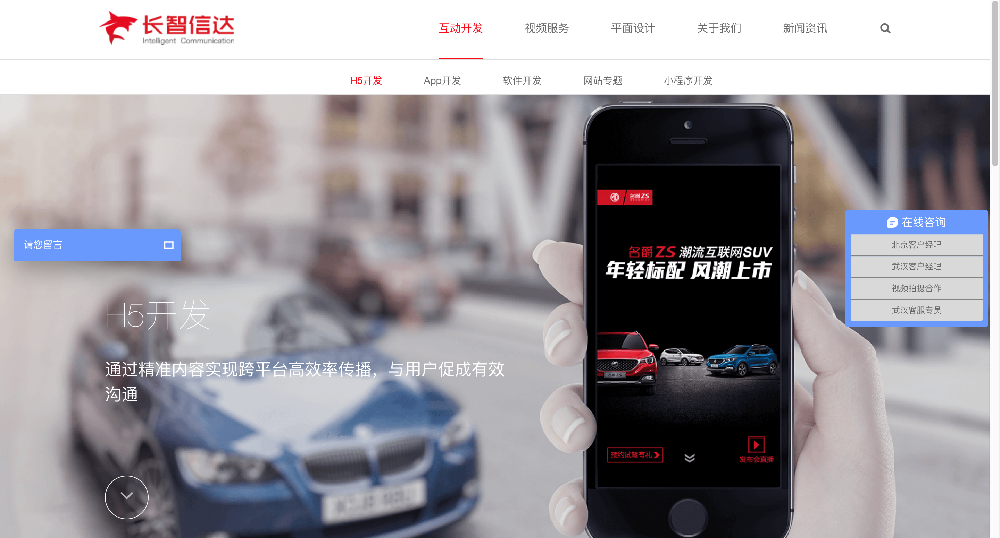 长智信达
Intelligent Communication
互动开发
视频服务
平面设计
关于我们
新闻资讯
H5开发
App开发
软件开发
网站专题
小程序开发
MG 名爵ZS
名爵ZS 潮流互联网SUV
年轻标配 风潮上市
名爵ZS
预约试驾有礼
发布会直播
请您留言
H5开发
通过精准内容实现跨平台高效率传播，与用户促成有效
沟通
在线咨询
北京客户经理
武汉客户经理
视频拍摄合作
武汉客服专员